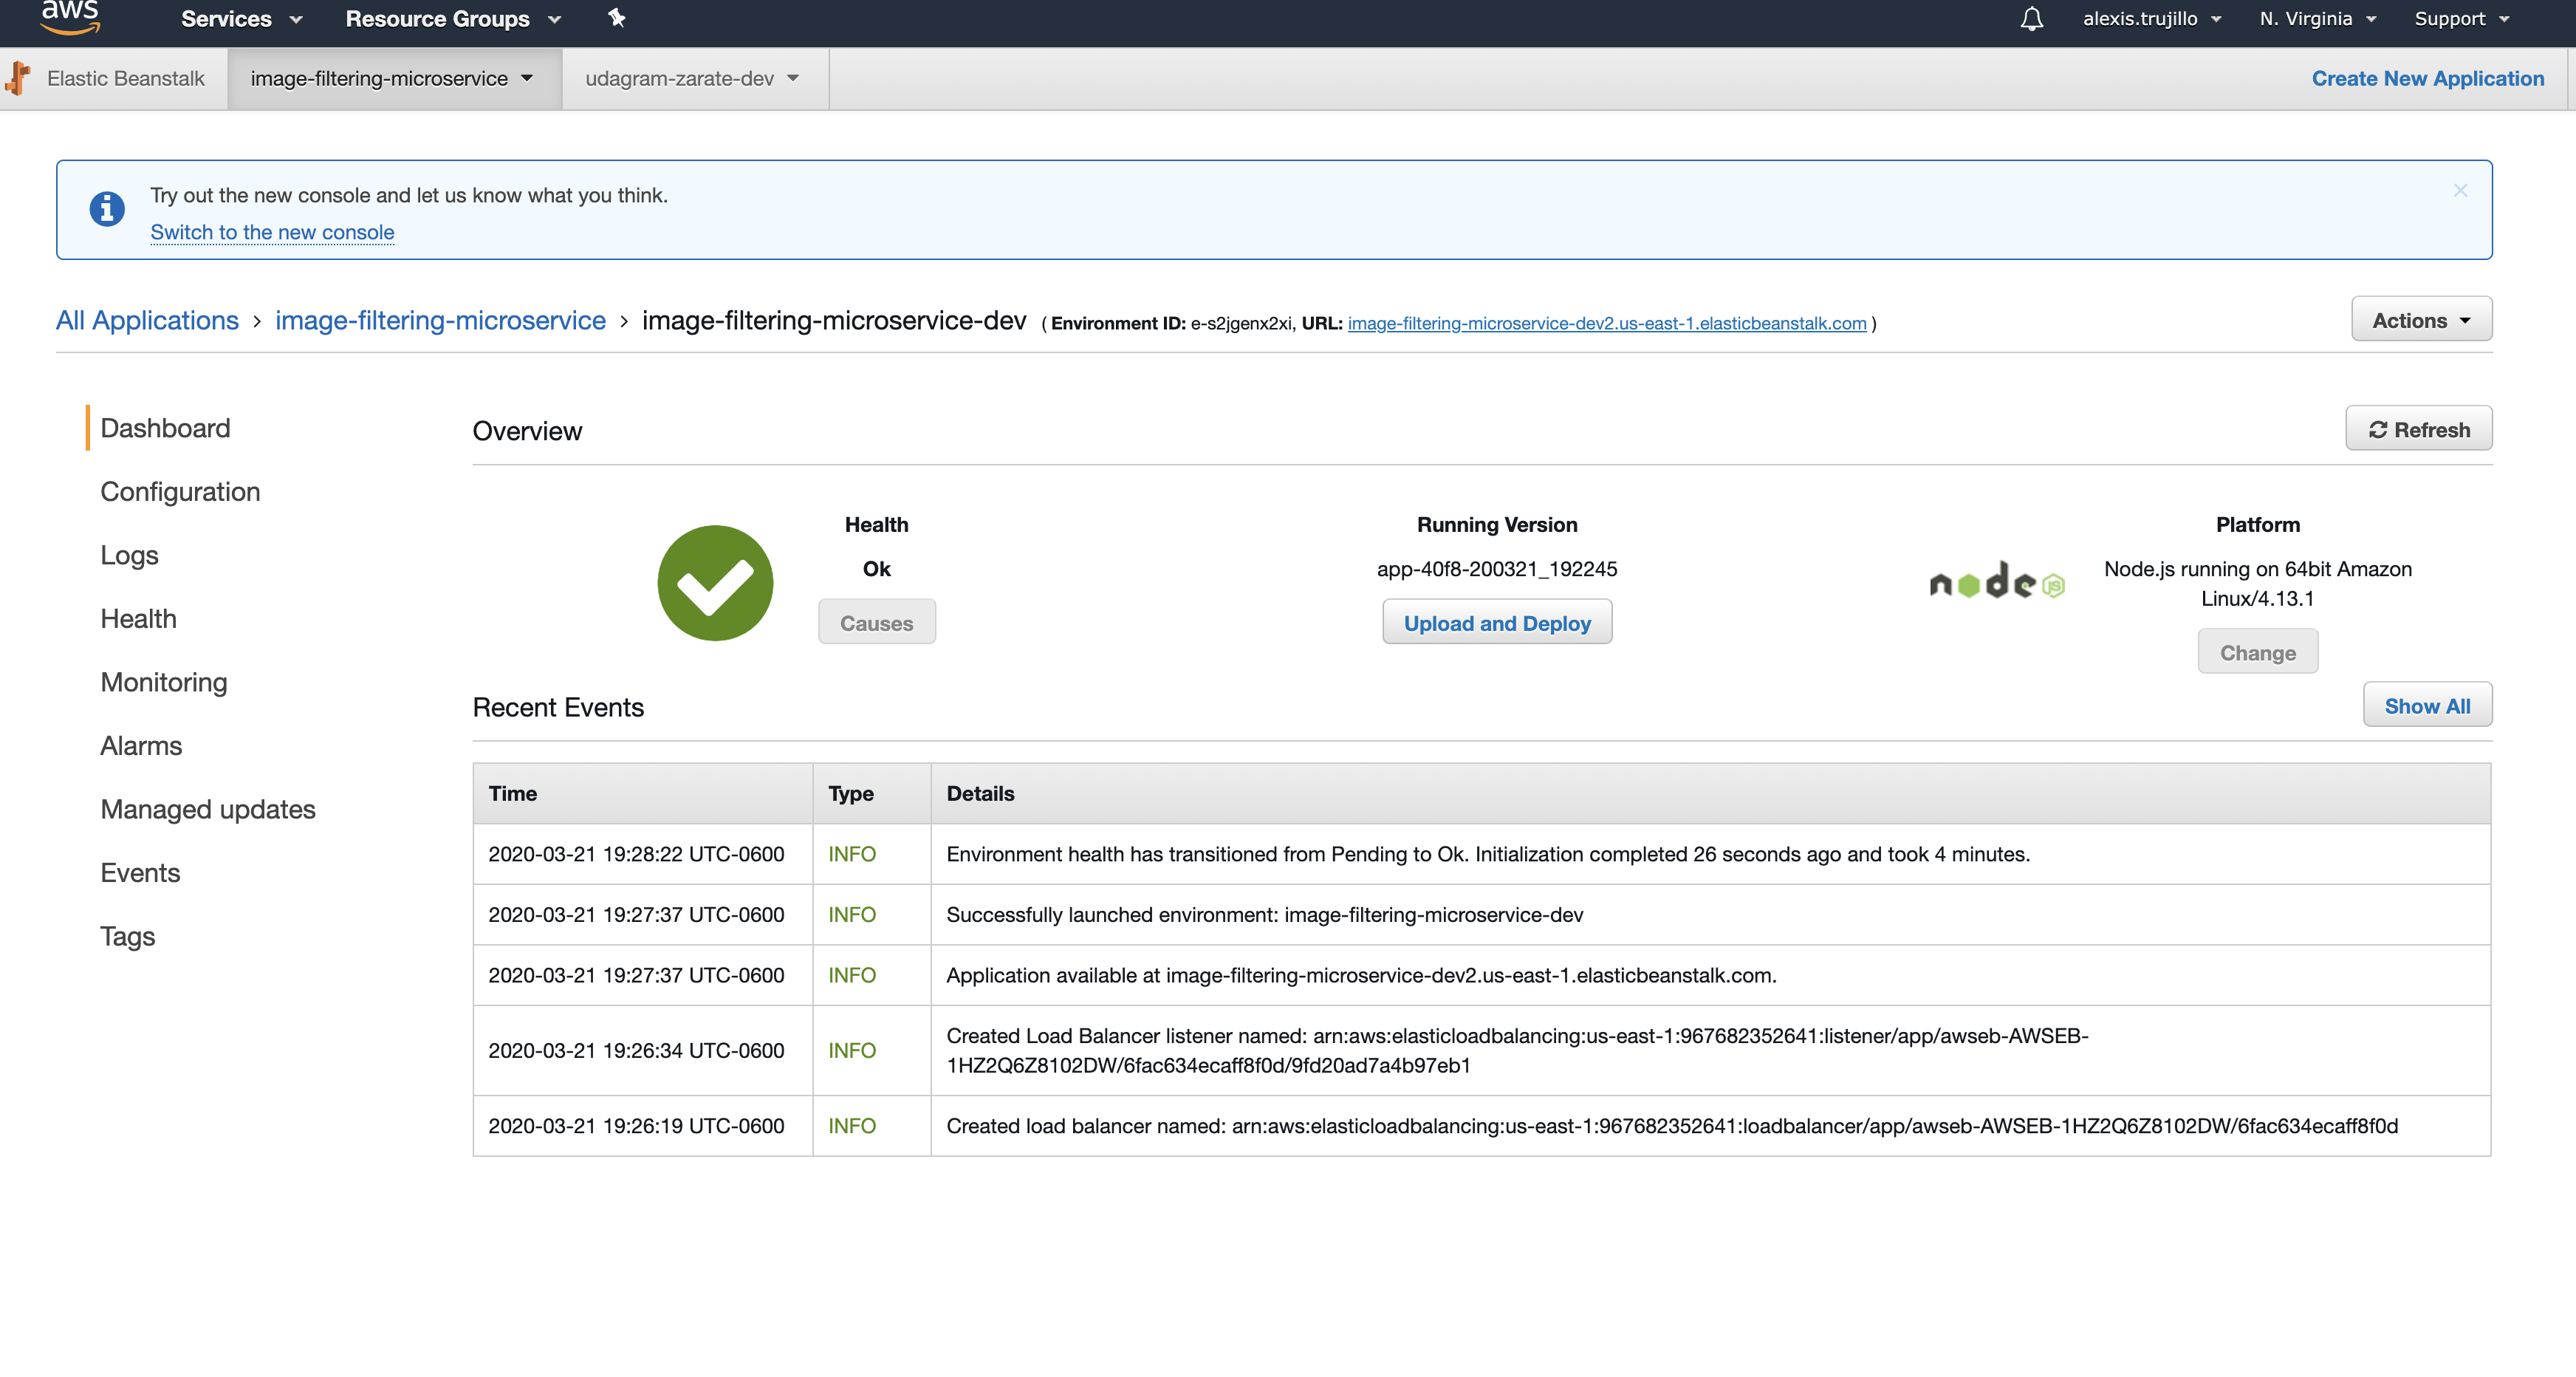 aws Services Resource Groups alexis.trujillo N. Virginia Support
Elastic Beanstalk image-filtering-microservice udagram-zarate-dev Create New Application
Try out the new console and let us know what you think.
Switch to the new console
All Applications › image-filtering-microservice › image-filtering-microservice-dev ( Environment ID: e-s2jgenx2xi, URL: image-filtering-microservice-dev2.us-east-1.elasticbeanstalk.com ) Actions
Dashboard
Configuration
Logs
Health
Monitoring
Alarms
Managed updates
Events
Tags
Overview Refresh
Health
Ok
Causes
Running Version
app-40f8-200321_192245
Upload and Deploy
node JS
Platform
Node.js running on 64bit Amazon
Linux/4.13.1
Change
Recent Events Show All
Time Type Details
2020-03-21 19:28:22 UTC-0600 INFO Environment health has transitioned from Pending to Ok. Initialization completed 26 seconds ago and took 4 minutes.
2020-03-21 19:27:37 UTC-0600 INFO Successfully launched environment: image-filtering-microservice-dev
2020-03-21 19:27:37 UTC-0600 INFO Application available at image-filtering-microservice-dev2.us-east-1.elasticbeanstalk.com.
2020-03-21 19:26:34 UTC-0600 INFO Created Load Balancer listener named: arn:aws:elasticloadbalancing:us-east-1:967682352641:listener/app/awseb-AWSEB-
1HZ2Q6Z8102DW/6fac634ecaff8f0d/9fd20ad7a4b97eb1
2020-03-21 19:26:19 UTC-0600 INFO Created load balancer named: arn:aws:elasticloadbalancing:us-east-1:967682352641:loadbalancer/app/awseb-AWSEB-1HZ2Q6Z8102DW/6fac634ecaff8f0d